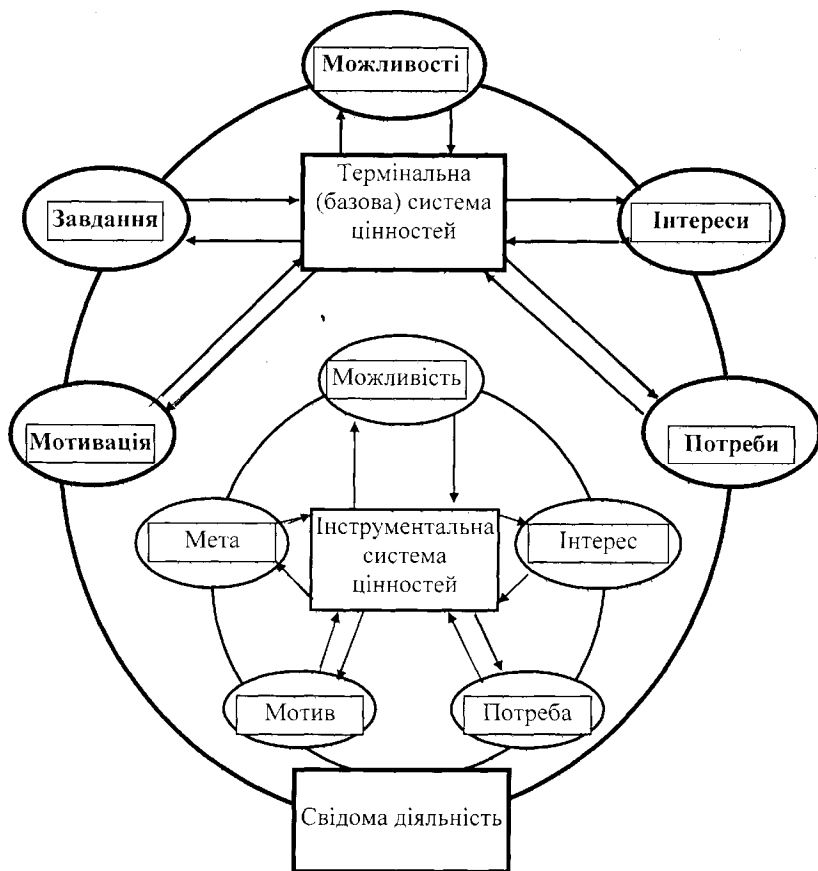 Можливості
Термінальна
(базова) система
цінностей
Завдання
Інтереси
Можливість
Мотивація
Потреби
Мета
Інструментальна
система
цінностей
Інтерес
Мотив
Потреба
Свідома діяльність